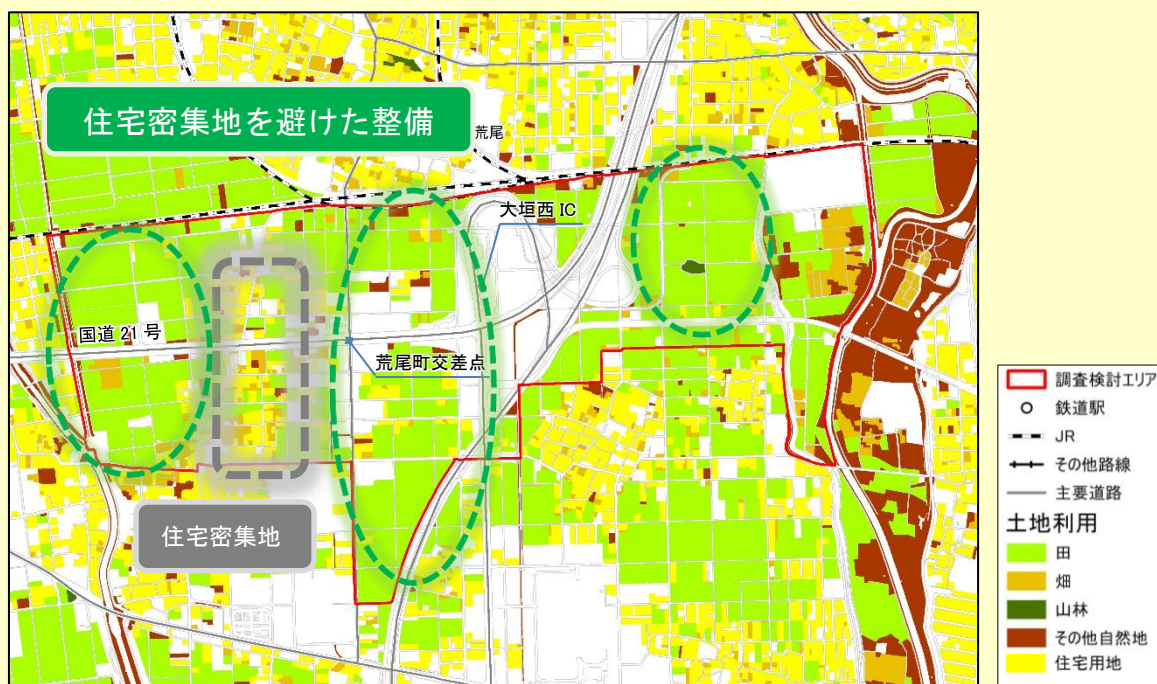 住宅密集地を避けた整備
荒尾
大垣西 IC
国道 21 号
荒尾町交差点
住宅密集地
調査検討エリア
鉄道駅
JR
その他路線
主要道路
土地利用
田
畑
山林
その他自然地
住宅用地